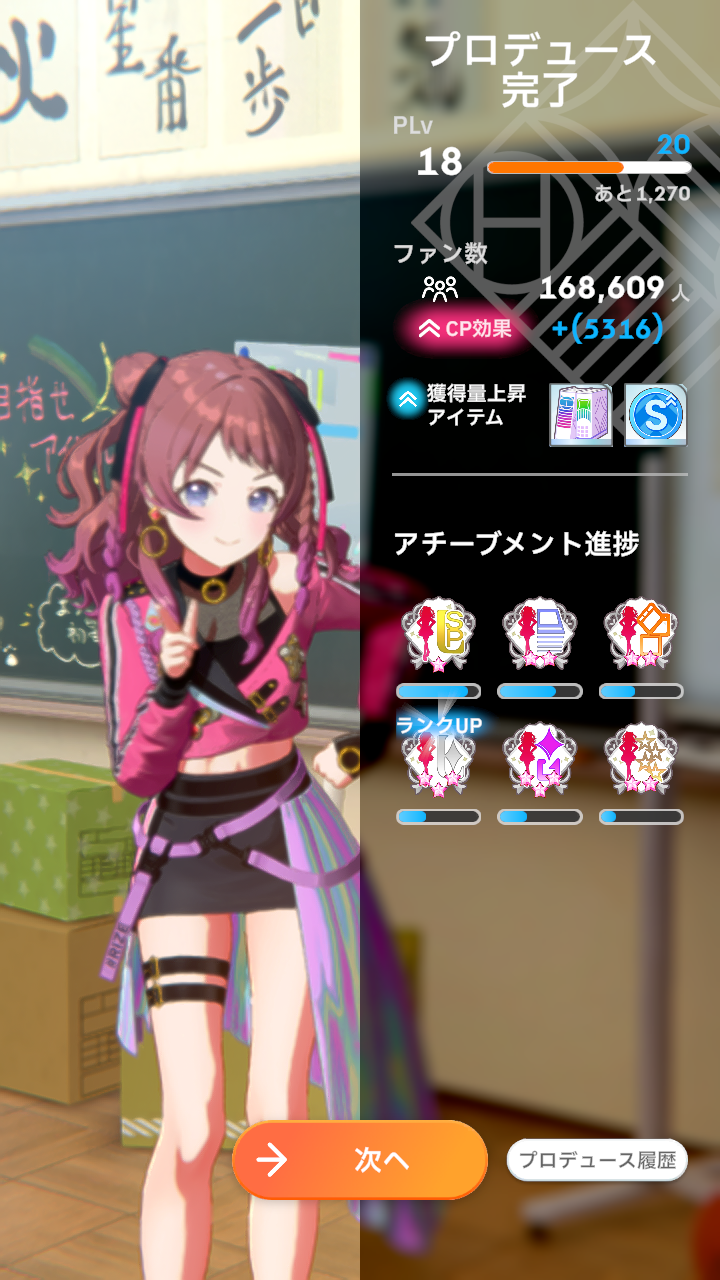 火
一番星
一歩
目指せ
プロデュース
完了
PLv
18
20
あと1,270
ファン数
168,609 人
CP効果
+(5316)
獲得量上昇
アイテム
S
アチーブメント進捗
ランクUP
#RIZE
次へ
プロデュース履歴